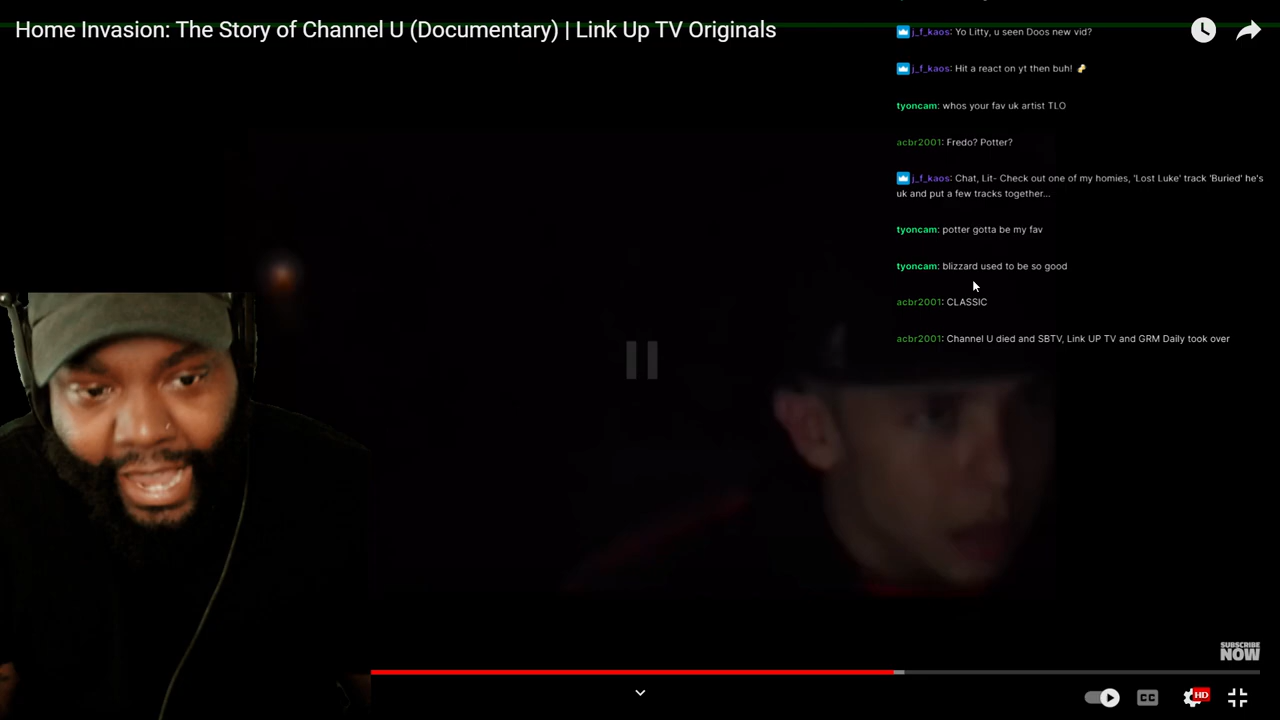 Home Invasion: The Story of Channel U (Documentary) | Link Up TV Originals
j_f_kaos: Yo Litty, u seen Doos new vid?
j_f_kaos: Hit a react on yt then buh!
tyoncam: whos your fav uk artist TLO
acbr2001: Fredo? Potter?
j_f_kaos: Chat, Lit- Check out one of my homies, 'Lost Luke' track 'Buried' he's
uk and put a few tracks together...
tyoncam: potter gotta be my fav
tyoncam: blizzard used to be so good
acbr2001: CLASSIC
acbr2001: Channel U died and SBTV, Link UP TV and GRM Daily took over
SUBSCRIBE
NOW
CC
HD